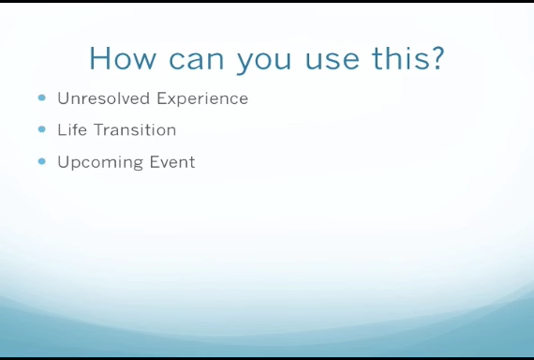 How can you use this?
Unresolved Experience
Life Transition
Upcoming Event